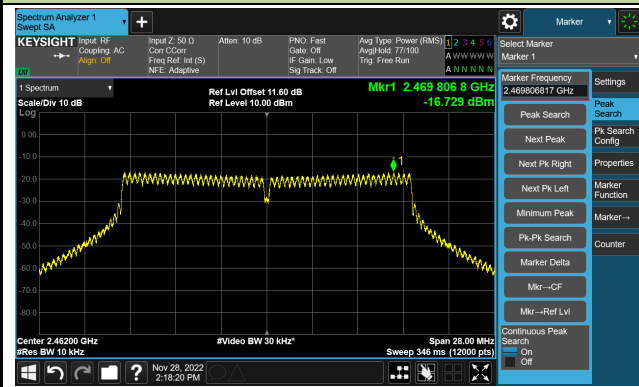 Spectrum Analyzer 1
Swept SA
Marker
KEYSIGHT
Input: RF
Coupling: AC
Align: Off
Input Z: 50 Ω
Corr CCorr
Freq Ref: Int (S)
NFE: Adaptive
Atten: 10 dB
PNO: Fast
Gate: Off
IF Gain: Low
Sig Track: Off
Avg Type: Power (RMS)
Avg|Hold: 77/100
Trig: Free Run
1 2 3 4 5 6
A W W W W W
A N N N N N
LXI
Select Marker
Marker 1
1 Spectrum
Scale/Div 10 dB
Log
Ref Lvl Offset 11.60 dB
Ref Level 10.00 dBm
Mkr1 2.469 806 8 GHz
-16.729 dBm
Marker Frequency
2.469806817 GHz
Peak Search
Next Peak
Next Pk Right
Next Pk Left
Minimum Peak
Pk-Pk Search
Marker Delta
Mkr→CF
Mkr→Ref Lvl
Continuous Peak
Search
On
Off
Settings
Peak
Search
Pk Search
Config
Properties
Marker
Function
Marker→
Counter
0.00
-10.0
-20.0
-30.0
-40.0
-50.0
-60.0
-70.0
-80.0
1
Center 2.46200 GHz
#Res BW 10 kHz
#Video BW 30 kHz*
Span 28.00 MHz
Sweep 346 ms (12000 pts)
Nov 28, 2022
2:18:20 PM